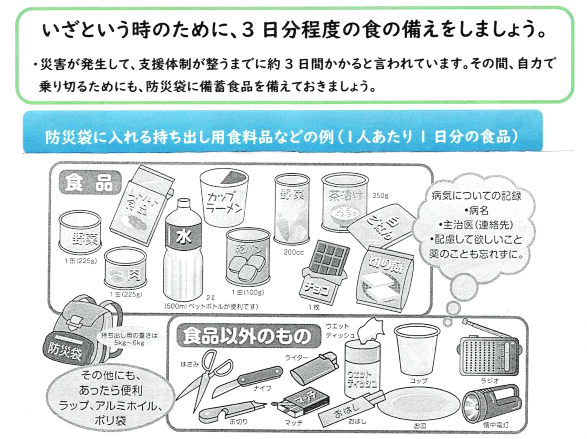 いざという時のために、3日分程度の食の備えをしましょう。
・災害が発生して、支援体制が整うまでに約3日間かかると言われています。その間、自力で
乗り切るためにも、防災袋に備蓄食品を備えておきましょう。
防災袋に入れる持ち出し用食料品などの例(1人あたり1日分の食品)
食品
カップ
ラーメン
野菜
200cc
茶漬け
350g
野菜
1缶(225g)
肉
1缶(225g)
水
2ℓ
(500mlペットボトルが便利です)
1缶(100g)
チョコ
1枚
病気についての記録
・病名
・主治医(連絡先)
・配慮して欲しいこと
薬のことも忘れずに。
防災袋
持ち出し用の重さは
5kg~6kg
その他にも、
あったら便利
ラップ、アルミホイル、
ポリ袋
食品以外のもの
はさみ
ナイフ
缶切り
ライター
マッチ
マッチ
ウエット
ティッシュ
ウエット
ティッシュ
おはし
おはし
コップ
お皿
ラジオ
懐中電灯